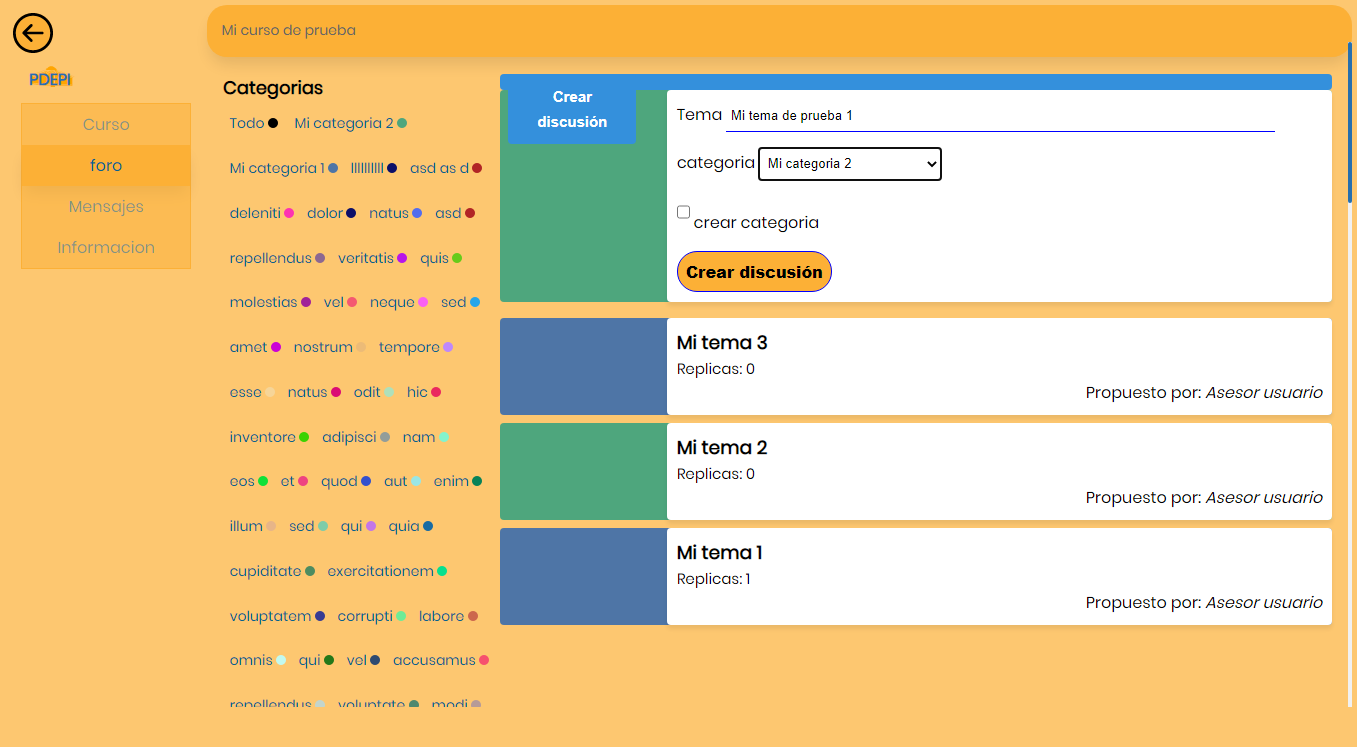 Mi curso de prueba
PDEPI
Curso
foro
Mensajes
Informacion
Categorias
Todo Mi categoria 2
Mi categoria 1 llllllllll asd as d
deleniti dolor natus asd
repellendus veritatis quis
molestias vel neque sed
amet nostrum tempore
esse natus odit hic
inventore adipisci nam
eos et quod aut enim
illum sed qui quia
cupiditate exercitationem
voluptatem corrupti labore
omnis qui vel accusamus
repellendus voluptate modi
Crear
discusión
Tema Mi tema de prueba 1
categoria Mi categoria 2
crear categoria
Crear discusión
Mi tema 3
Replicas: 0
Propuesto por: Asesor usuario
Mi tema 2
Replicas: 0
Propuesto por: Asesor usuario
Mi tema 1
Replicas: 1
Propuesto por: Asesor usuario